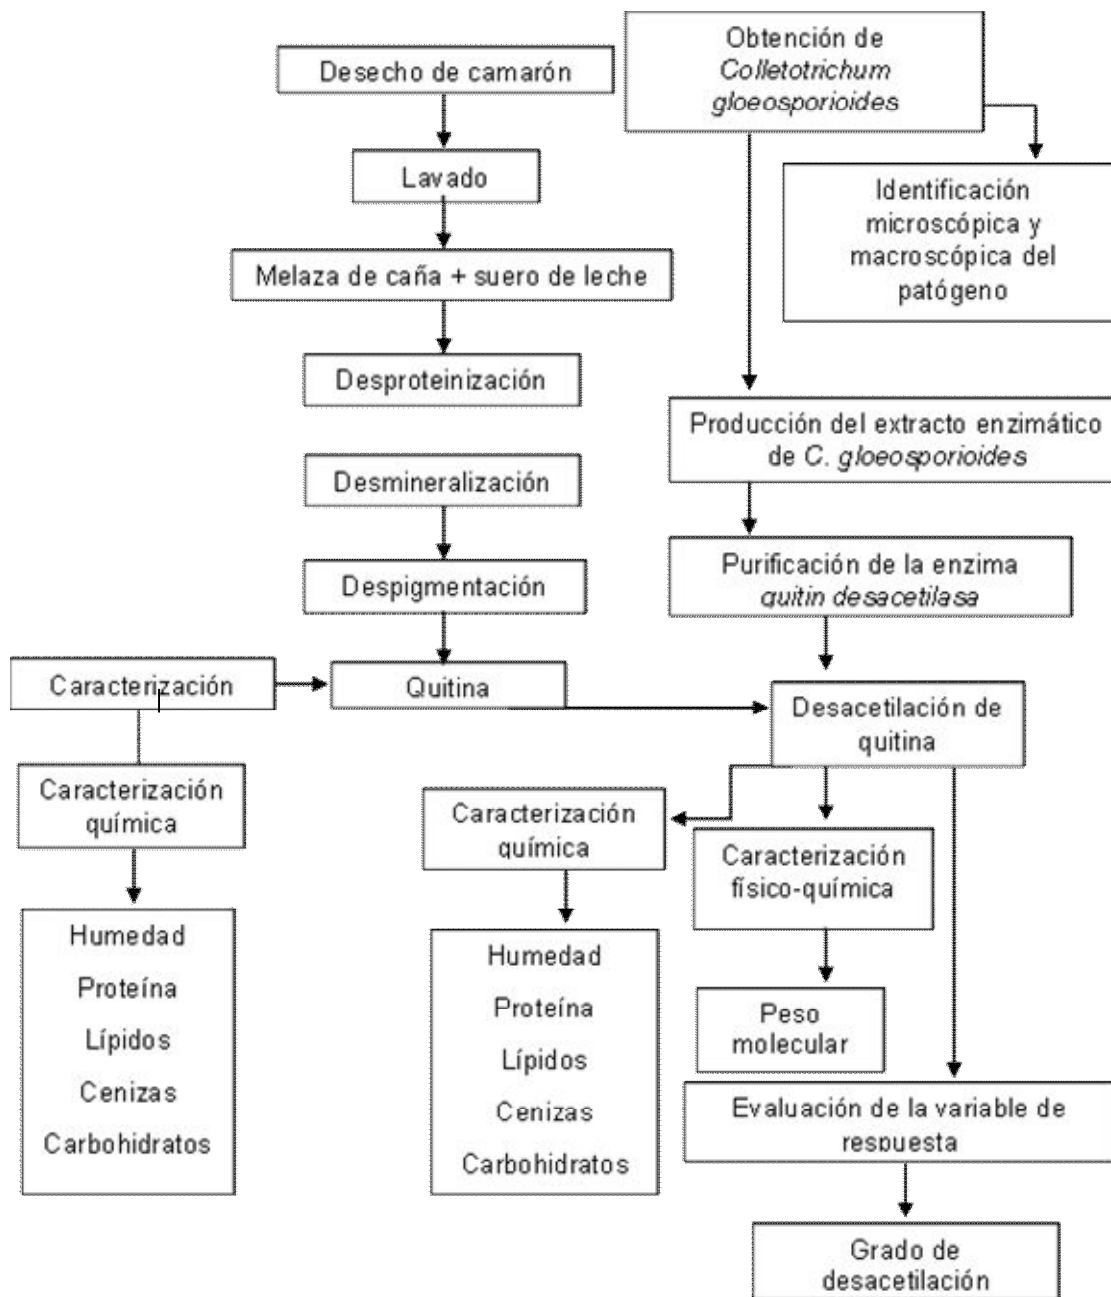 Desecho de camarón
Obtención de
Colletotrichum
gloeosporioides
Lavado
Identificación
microscópica y
macroscópica del
patógeno
Melaza de caña + suero de leche
Desproteinización
Producción del extracto enzimático
de C. gloeosporioides
Desmineralización
Purificación de la enzima
quitin desacetilasa
Despigmentación
Caracterización
Quitina
Desacetilación de
quitina
Caracterización
química
Caracterización
química
Caracterización
físico-química
Humedad
Proteína
Lípidos
Cenizas
Carbohidratos
Humedad
Proteína
Lípidos
Cenizas
Carbohidratos
Peso
molecular
Evaluación de la variable de
respuesta
Grado de
desacetilación